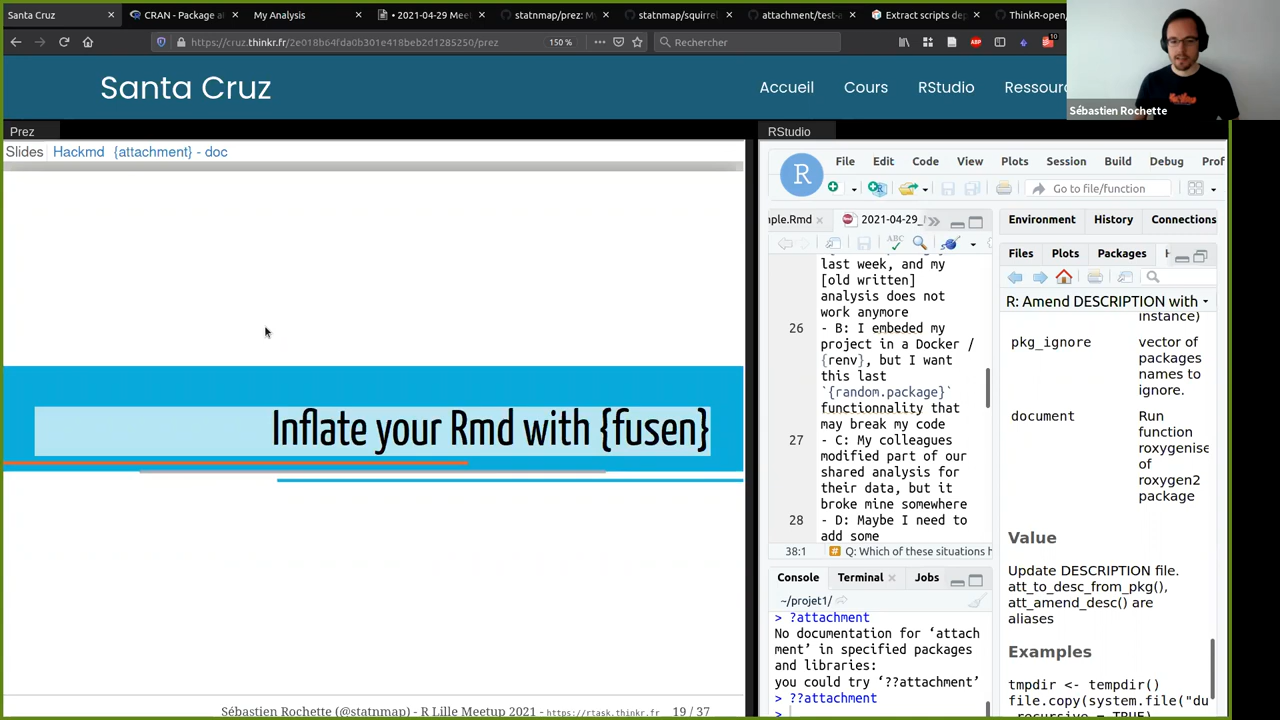 Santa Cruz
CRAN - Package a
My Analysis
• 2021-04-29 Mee
statnmap/prez: M
statnmap/squirre
attachment/test-a
Extract scripts de
ThinkR-open,
https://cruz.thinkr.fr/2e018b64fda0b301e418beb2d1285250/prez
150 %
Rechercher
ABP
10
Santa Cruz
Accueil
Cours
RStudio
Ressour
Sébastien Rochette
Prez
RStudio
Slides
Hackmd
{attachment} - doc
R
File
Edit
Code
View
Plots
Session
Build
Debug
Prof
Go to file/function
nple.Rmd
2021-04-29_
ABC
last week, and my
[old written]
analysis does not
work anymore
26
- B: I embeded my
project in a Docker /
{renv}, but I want
this last
`{random.package}`
functionnality that
may break my code
27
- C: My colleagues
modified part of our
shared analysis for
their data, but it
broke mine somewhere
28
- D: Maybe I need to
add some
38:1
# Q: Which of these situations h
Environment
History
Connections
Files
Plots
Packages
R: Amend DESCRIPTION with
instance)
pkg_ignore
vector of
packages
names to
ignore.
document
Run
function
roxygenise
of
roxygen2
package
Value
Update DESCRIPTION file.
att_to_desc_from_pkg(),
att_amend_desc() are
aliases
Examples
tmpdir <- tempdir()
file.copy(system.file("du
recursive = TRUE)
Console
Terminal
Jobs
~/projet1/
> ?attachment
No documentation for ‘attach
ment’ in specified packages
and libraries:
you could try ‘??attachment’
> ??attachment
>
Inflate your Rmd with {fusen}
Sébastien Rochette (@statnmap) - R Lille Meetup 2021 - https://rtask.thinkr.fr
19 / 37